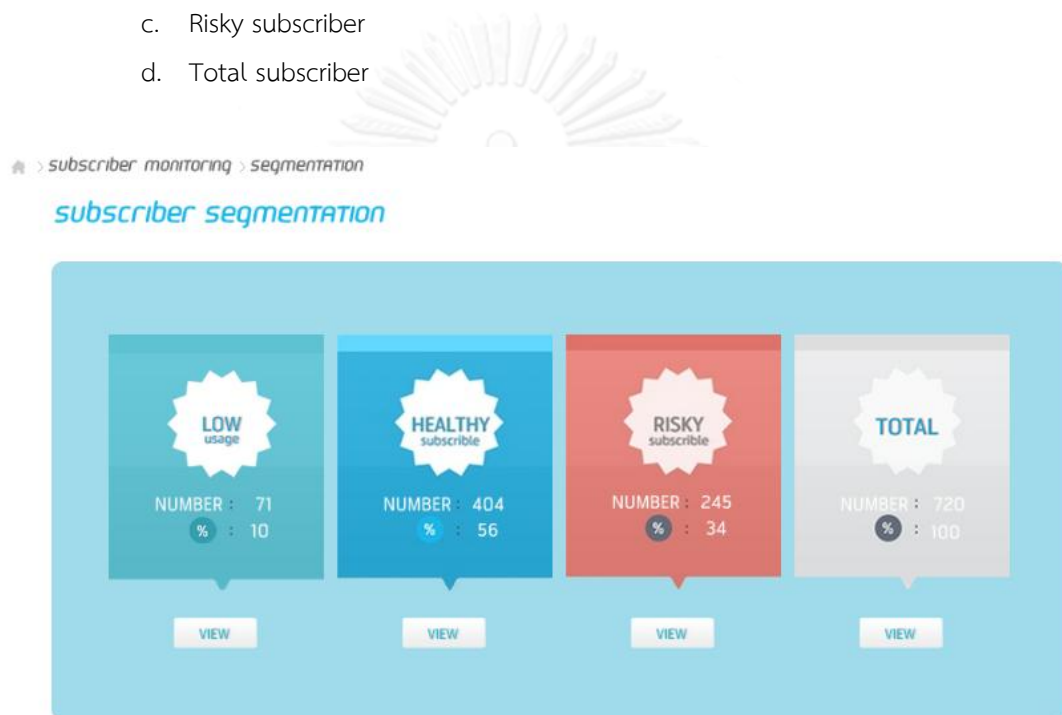 c. Risky subscriber
d. Total subscriber
> subscriber monitoring > segmentation
subscriber segmentation
LOW
usage
NUMBER : 71
% : 10
VIEW
HEALTHY
subscrible
NUMBER : 404
% : 56
VIEW
RISKY
subscrible
NUMBER : 245
% : 34
VIEW
TOTAL
NUMBER : 720
% : 100
VIEW